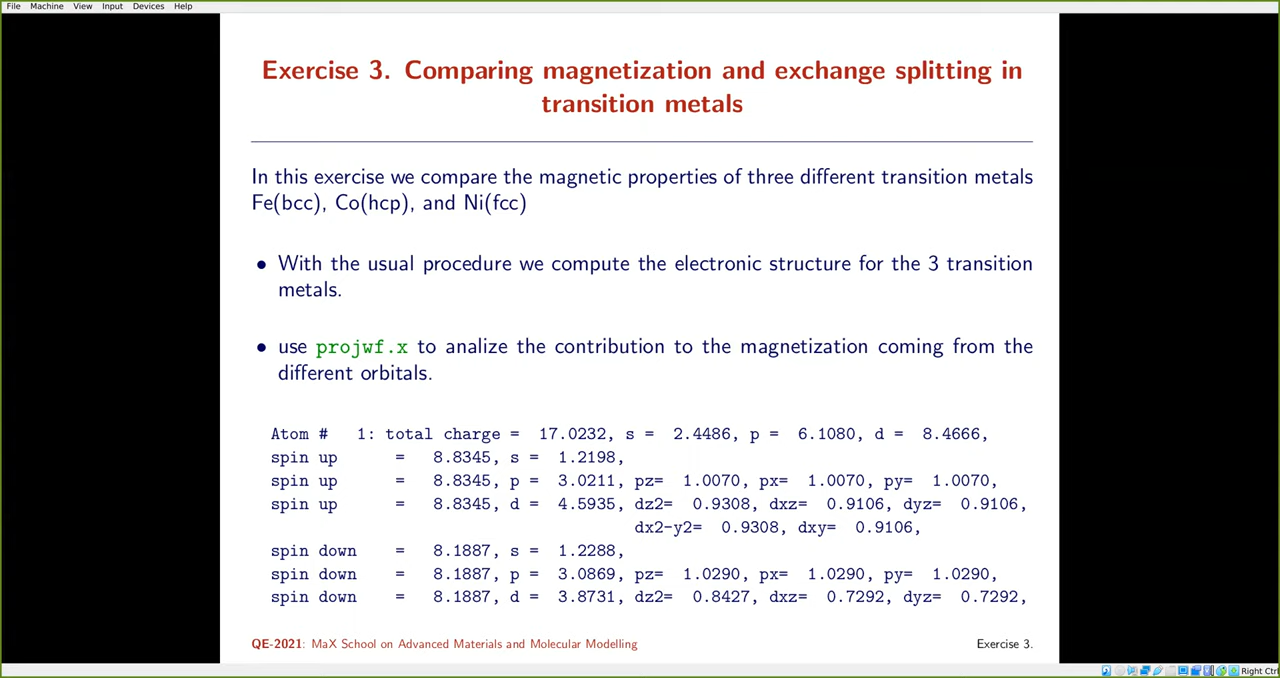 File Machine View Input Devices Help
Exercise 3. Comparing magnetization and exchange splitting in
transition metals
In this exercise we compare the magnetic properties of three different transition metals
Fe(bcc), Co(hcp), and Ni(fcc)
• With the usual procedure we compute the electronic structure for the 3 transition
metals.
• use projwf.x to analize the contribution to the magnetization coming from the
different orbitals.
Atom # 1: total charge = 17.0232, s = 2.4486, p = 6.1080, d = 8.4666,
spin up = 8.8345, s = 1.2198,
spin up = 8.8345, p = 3.0211, pz= 1.0070, px= 1.0070, py= 1.0070,
spin up = 8.8345, d = 4.5935, dz2= 0.9308, dxz= 0.9106, dyz= 0.9106,
dx2-y2= 0.9308, dxy= 0.9106,
spin down = 8.1887, s = 1.2288,
spin down = 8.1887, p = 3.0869, pz= 1.0290, px= 1.0290, py= 1.0290,
spin down = 8.1887, d = 3.8731, dz2= 0.8427, dxz= 0.7292, dyz= 0.7292,
QE-2021: MaX School on Advanced Materials and Molecular Modelling Exercise 3.
Right Ctrl